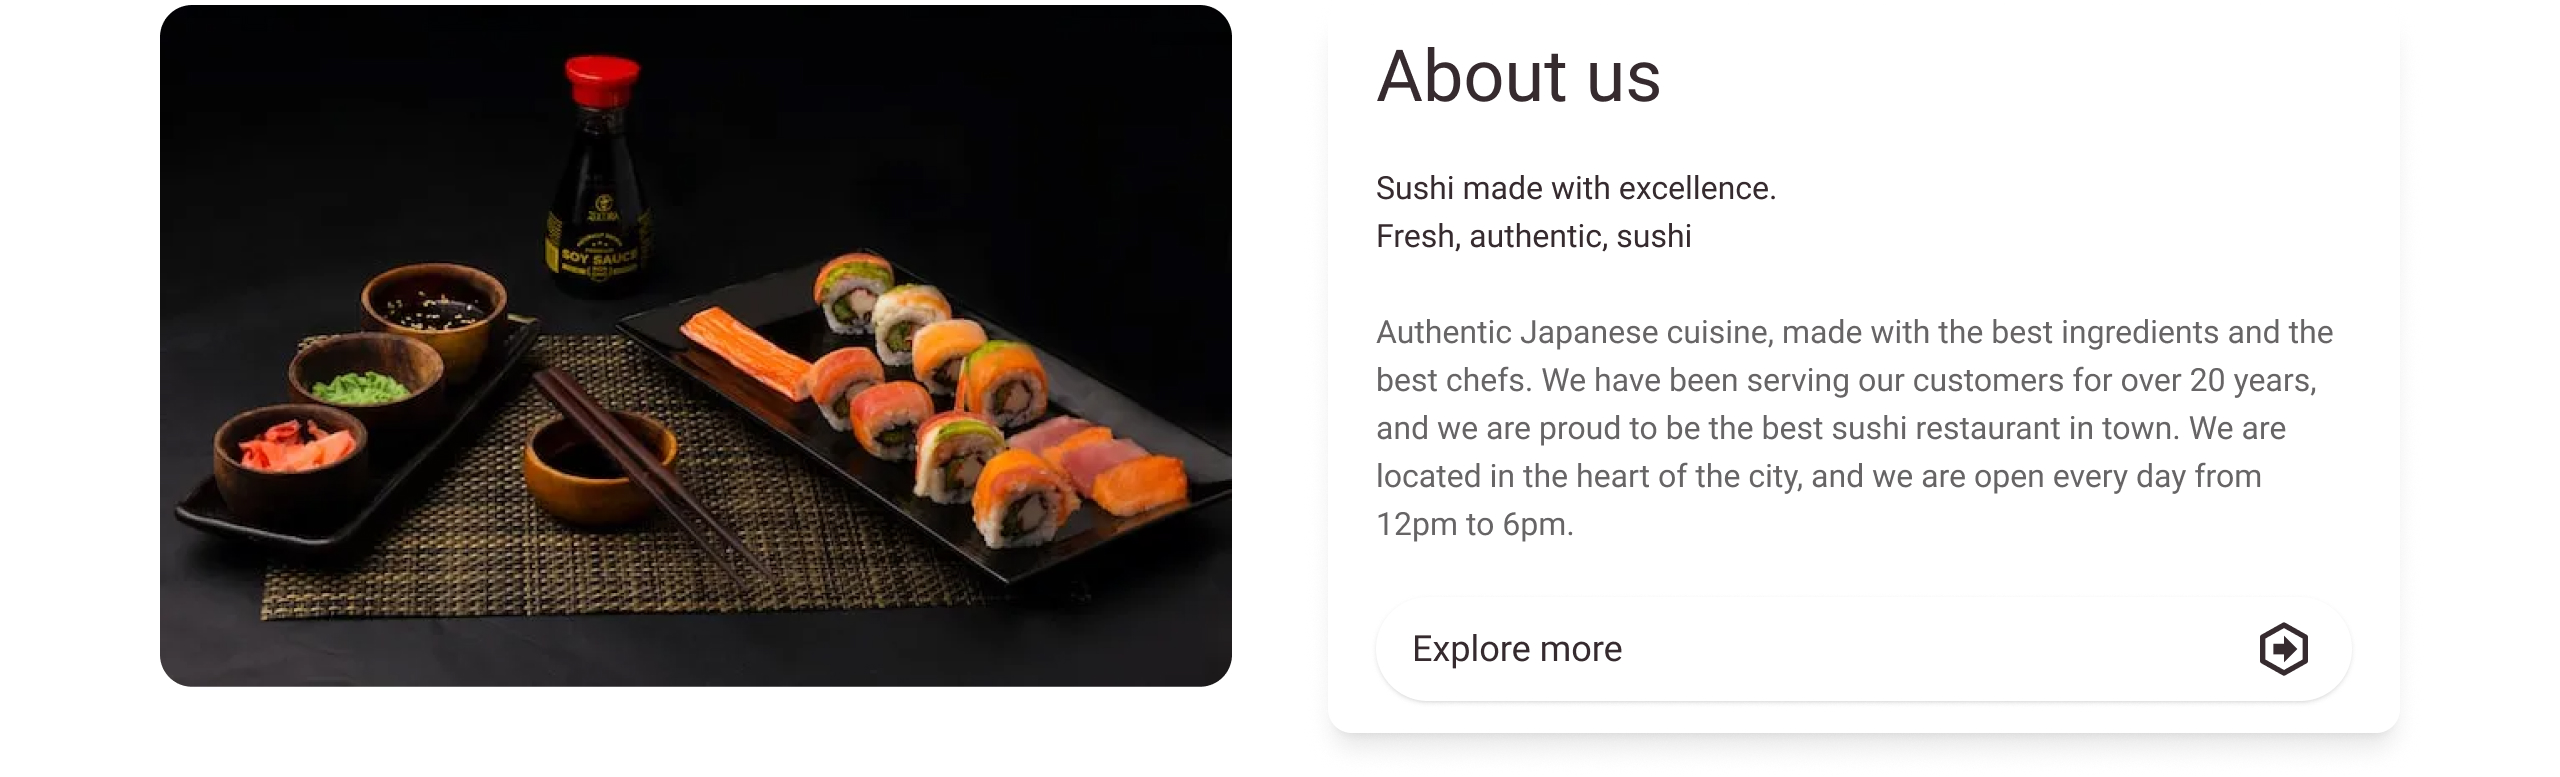 About us
Sushi made with excellence.
Fresh, authentic, sushi
Authentic Japanese cuisine, made with the best ingredients and the
best chefs. We have been serving our customers for over 20 years,
and we are proud to be the best sushi restaurant in town. We are
located in the heart of the city, and we are open every day from
12pm to 6pm.
Explore more
SOY SAUCE